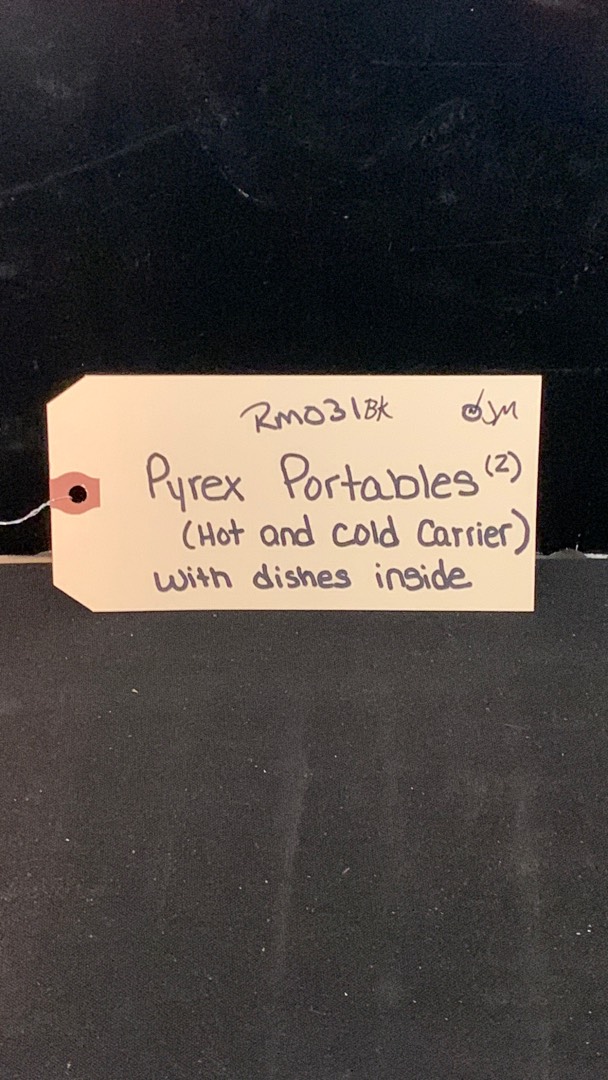 RM031BK
Pyrex Portables (2)
(Hot and cold Carrier)
with dishes inside